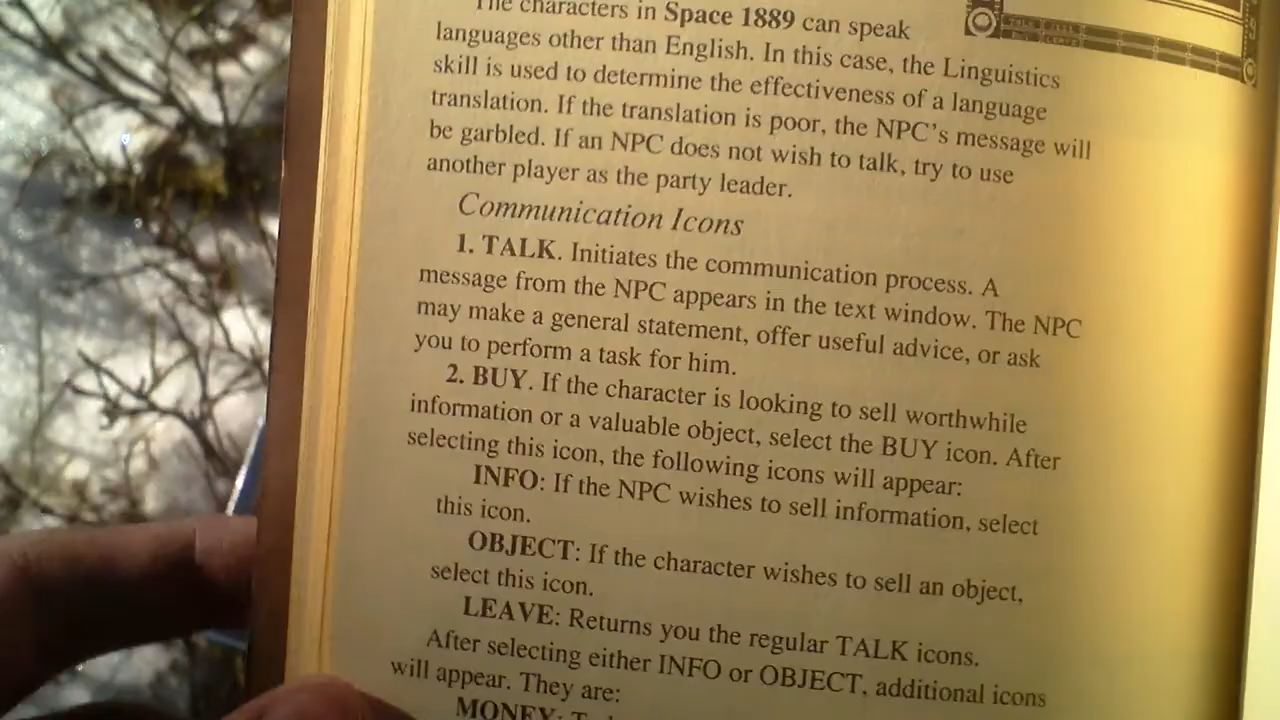 The characters in Space 1889 can speak
languages other than English. In this case, the Linguistics
skill is used to determine the effectiveness of a language
translation. If the translation is poor, the NPC's message will
be garbled. If an NPC does not wish to talk, try to use
another player as the party leader.
Communication Icons
1. TALK. Initiates the communication process. A
message from the NPC appears in the text window. The NPC
may make a general statement, offer useful advice, or ask
you to perform a task for him.
2. BUY. If the character is looking to sell worthwhile
information or a valuable object, select the BUY icon. After
selecting this icon, the following icons will appear:
INFO: If the NPC wishes to sell information, select
this icon.
OBJECT: If the character wishes to sell an object,
select this icon.
LEAVE: Returns you the regular TALK icons.
After selecting either INFO or OBJECT, additional icons
will appear. They are:
MONEY: